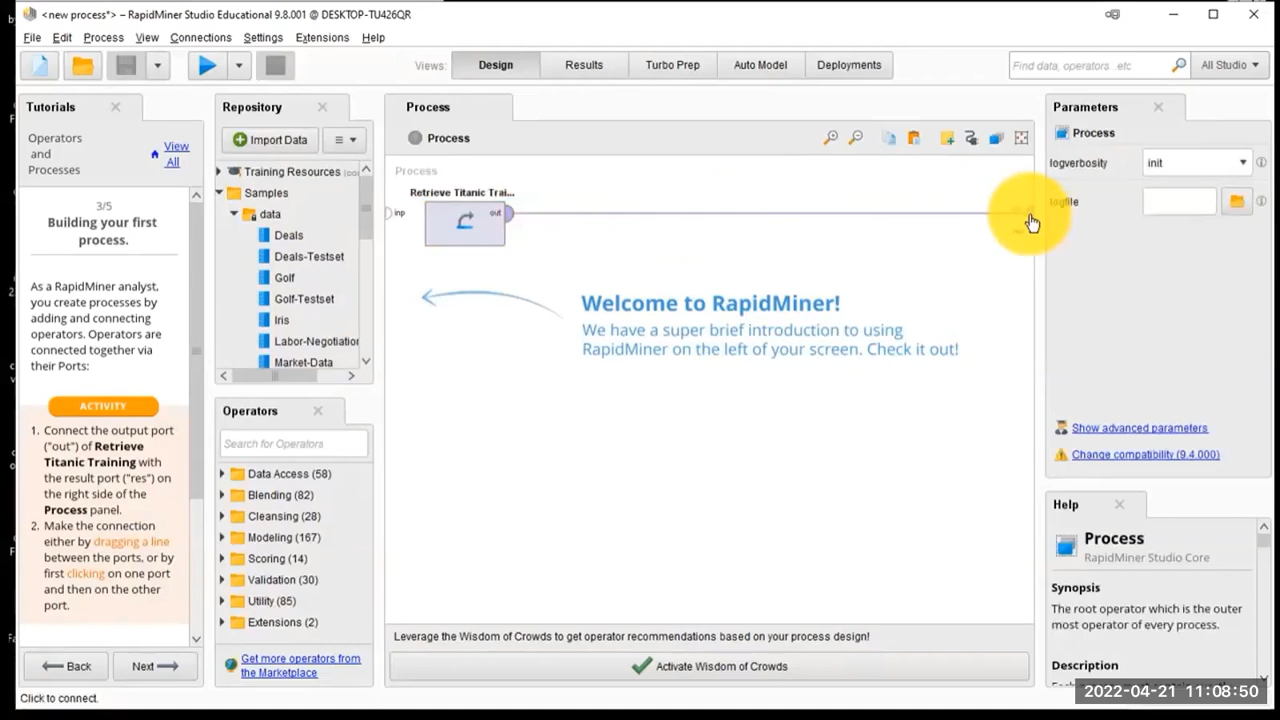 <new process*> – RapidMiner Studio Educational 9.8.001 @ DESKTOP-TU426QR
File Edit Process View Connections Settings Extensions Help
Views: Design Results Turbo Prep Auto Model Deployments
Find data, operators ..etc
All Studio ▼
Tutorials
Operators and Processes
View All
3/5
Building your first
process.
As a RapidMiner analyst,
you create processes by
adding and connecting
operators. Operators are
connected together via
their Ports:
ACTIVITY
1. Connect the output port
("out") of Retrieve
Titanic Training with
the result port ("res") on
the right side of the
Process panel.
2. Make the connection
either by dragging a line
between the ports, or by
first clicking on one port
and then on the other
port.
Back
Next
Click to connect.
Repository
Import Data
Training Resources
Samples
data
Deals
Deals-Testset
Golf
Golf-Testset
Iris
Labor-Negotiation
Market-Data
Operators
Search for Operators
Data Access (58)
Blending (82)
Cleansing (28)
Modeling (167)
Scoring (14)
Validation (30)
Utility (85)
Extensions (2)
Get more operators from
the Marketplace
Process
Process
Process
Retrieve Titanic Trai...
inp
out
Welcome to RapidMiner!
We have a super brief introduction to using
RapidMiner on the left of your screen. Check it out!
Leverage the Wisdom of Crowds to get operator recommendations based on your process design!
Activate Wisdom of Crowds
Parameters
Process
logverbosity
init
logfile
Show advanced parameters
Change compatibility (9.4.000)
Help
Process
RapidMiner Studio Core
Synopsis
The root operator which is the outer
most operator of every process.
Description
2022-04-21 11:08:50